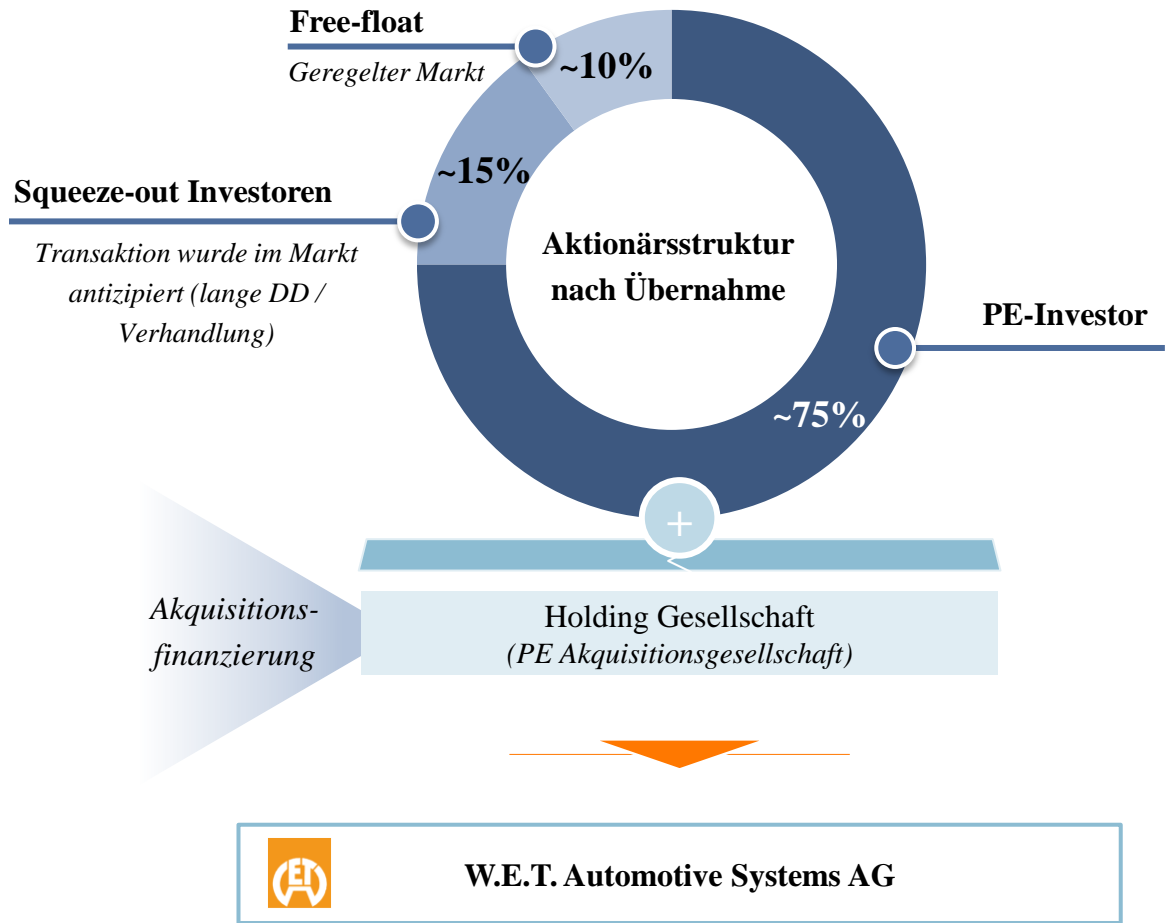 Free-float
Geregelter Markt
~10%
~15%
Squeeze-out Investoren
Transaktion wurde im Markt
antizipiert (lange DD /
Verhandlung)
Aktionärsstruktur
nach Übernahme
PE-Investor
~75%
+
Akquisitions-
finanzierung
Holding Gesellschaft
(PE Akquisitionsgesellschaft)
W.E.T. Automotive Systems AG